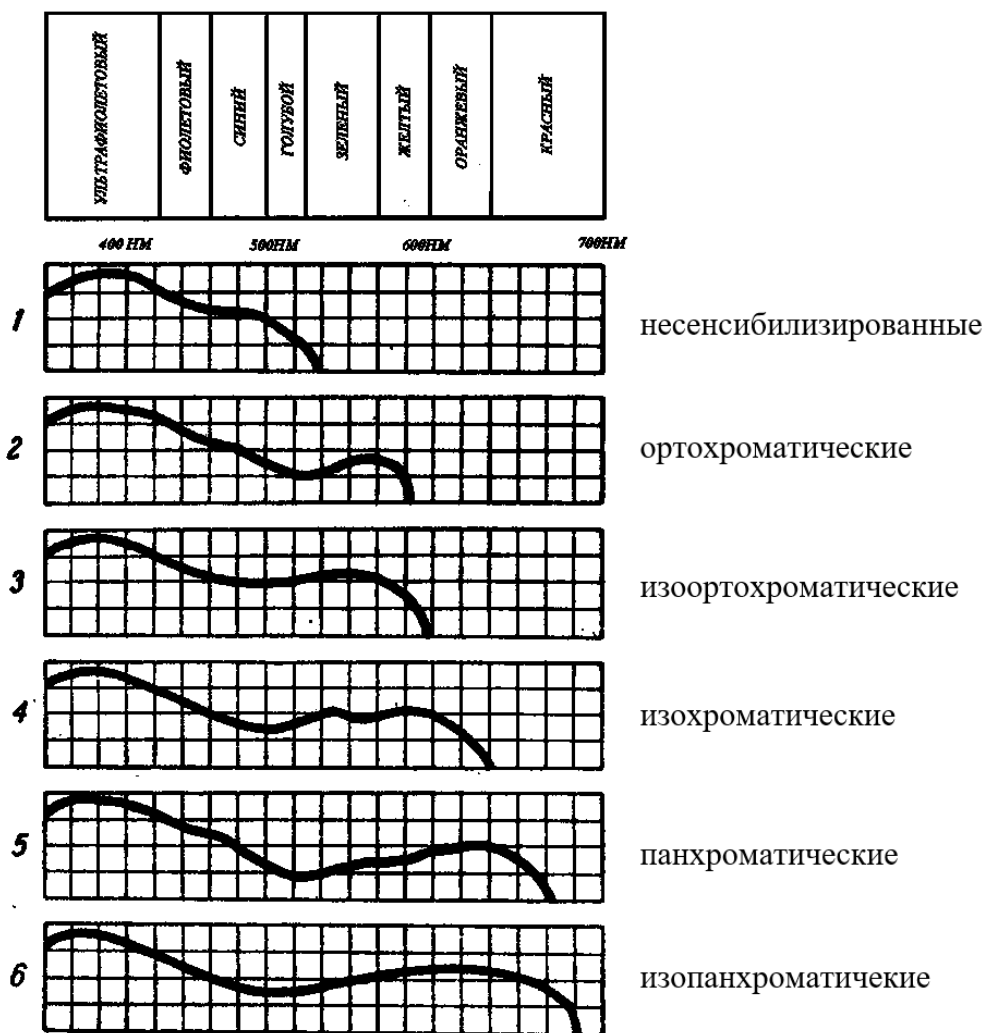 УЛЬТРАФИОЛЕТОВЫЙ
ФИОЛЕТОВЫЙ
СИНИЙ
ГОЛУБОЙ
ЗЕЛЕНЫЙ
ЖЕЛТЫЙ
ОРАНЖЕВЫЙ
КРАСНЫЙ
400 НМ 500НМ 600НМ 700НМ
1 несенсибилизированные
2 ортохроматические
3 изоортохроматические
4 изохроматические
5 панхроматические
6 изопанхроматичекие